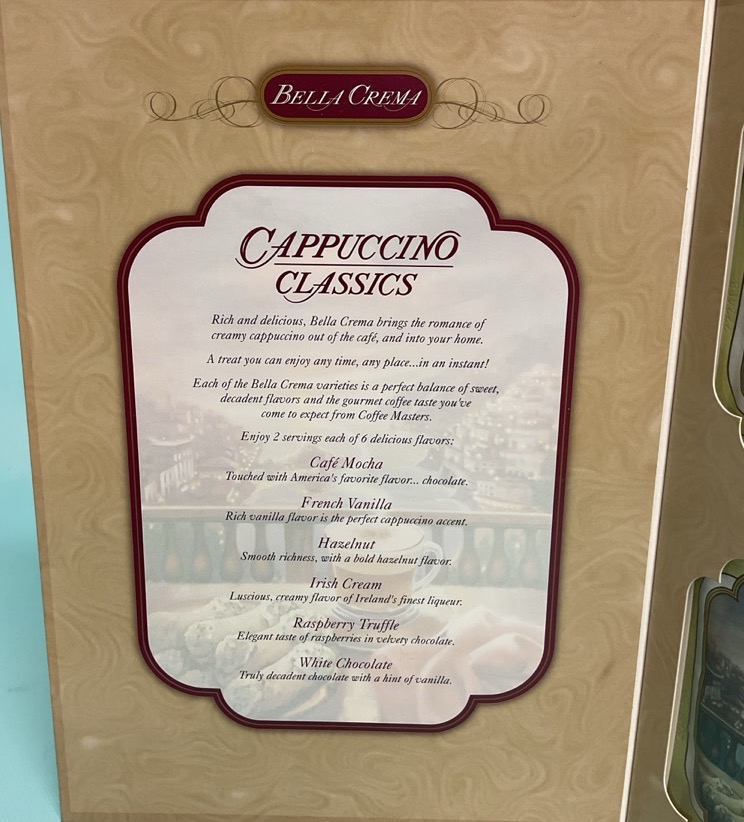 BELLA CREMA
CAPPUCCINO
CLASSICS
Rich and delicious, Bella Crema brings the romance of
creamy cappuccino out of the café, and into your home.
A treat you can enjoy any time, any place...in an instant!
Each of the Bella Crema varieties is a perfect balance of sweet,
decadent flavors and the gourmet coffee taste you've
come to expect from Coffee Masters.
Enjoy 2 servings each of 6 delicious flavors:
Café Mocha
Touched with America's favorite flavor... chocolate.
French Vanilla
Rich vanilla flavor is the perfect cappuccino accent.
Hazelnut
Smooth richness, with a bold hazelnut flavor.
Irish Cream
Luscious, creamy flavor of Ireland's finest liqueur.
Raspberry Truffle
Elegant taste of raspberries in velvety chocolate.
White Chocolate
Truly decadent chocolate with a hint of vanilla.